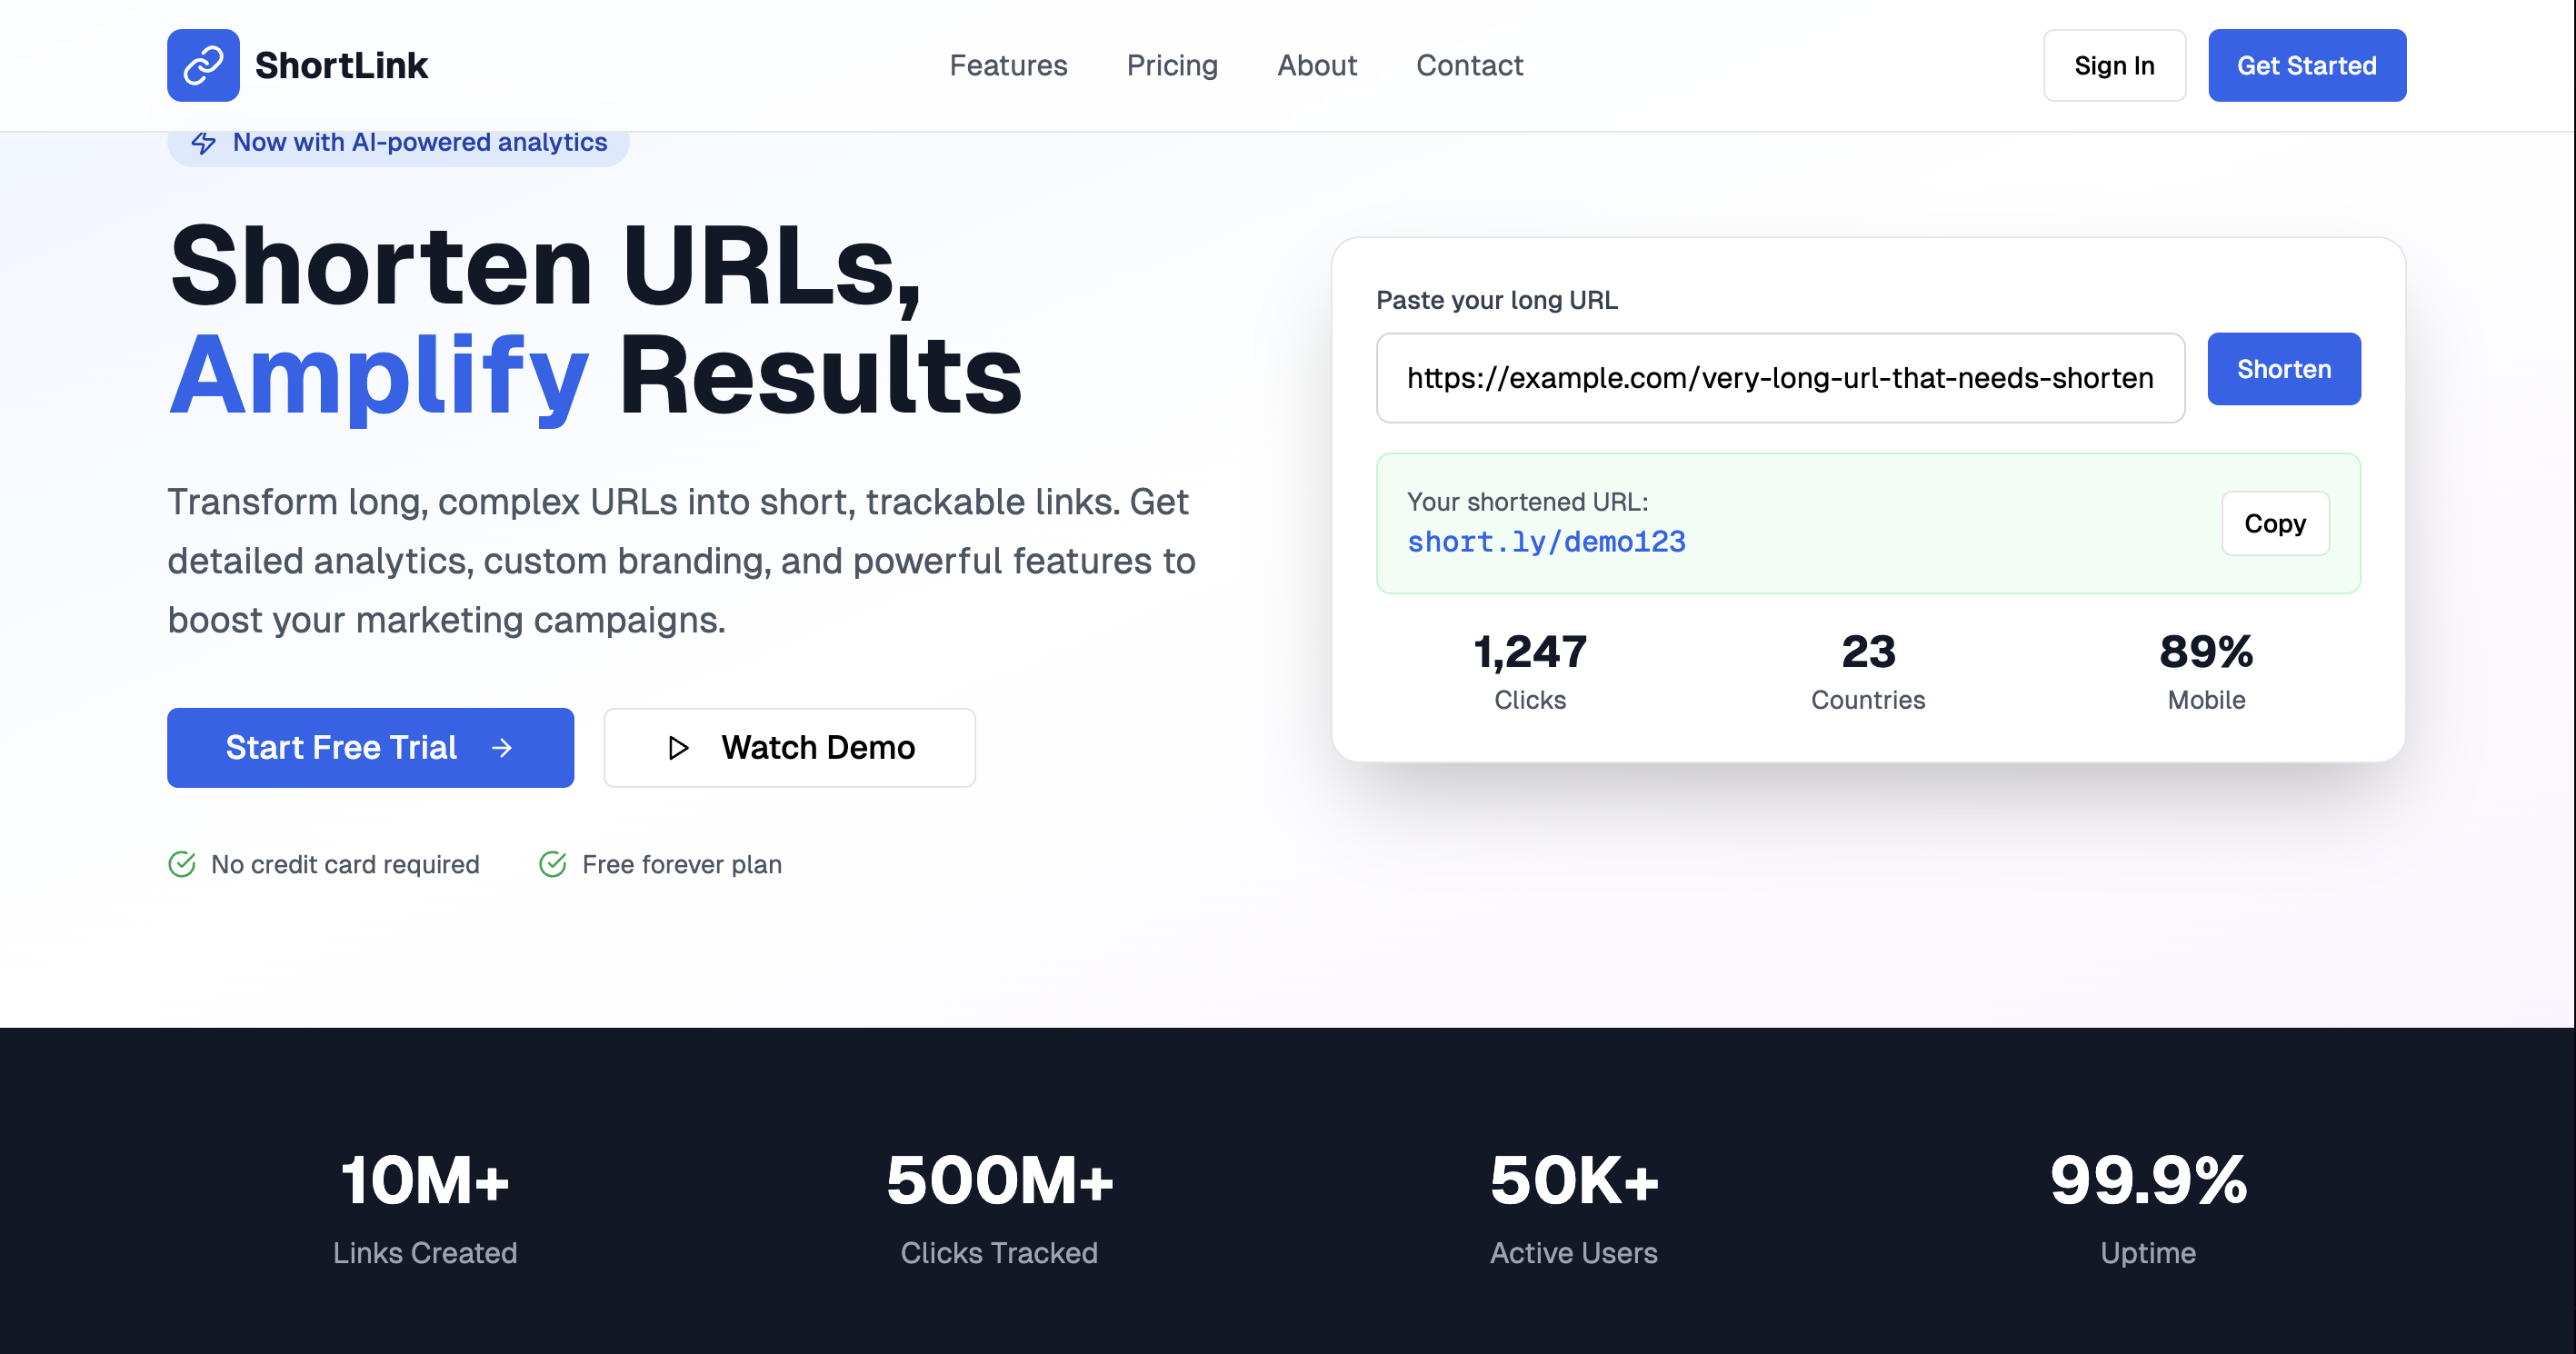 ShortLink
Features
Pricing
About
Contact
Sign In
Get Started
Now with AI-powered analytics
Shorten URLs,
Amplify Results
Transform long, complex URLs into short, trackable links. Get
detailed analytics, custom branding, and powerful features to
boost your marketing campaigns.
Start Free Trial
Watch Demo
No credit card required
Free forever plan
Paste your long URL
https://example.com/very-long-url-that-needs-shorten
Shorten
Your shortened URL:
short.ly/demo123
Copy
1,247
Clicks
23
Countries
89%
Mobile
10M+
Links Created
500M+
Clicks Tracked
50K+
Active Users
99.9%
Uptime